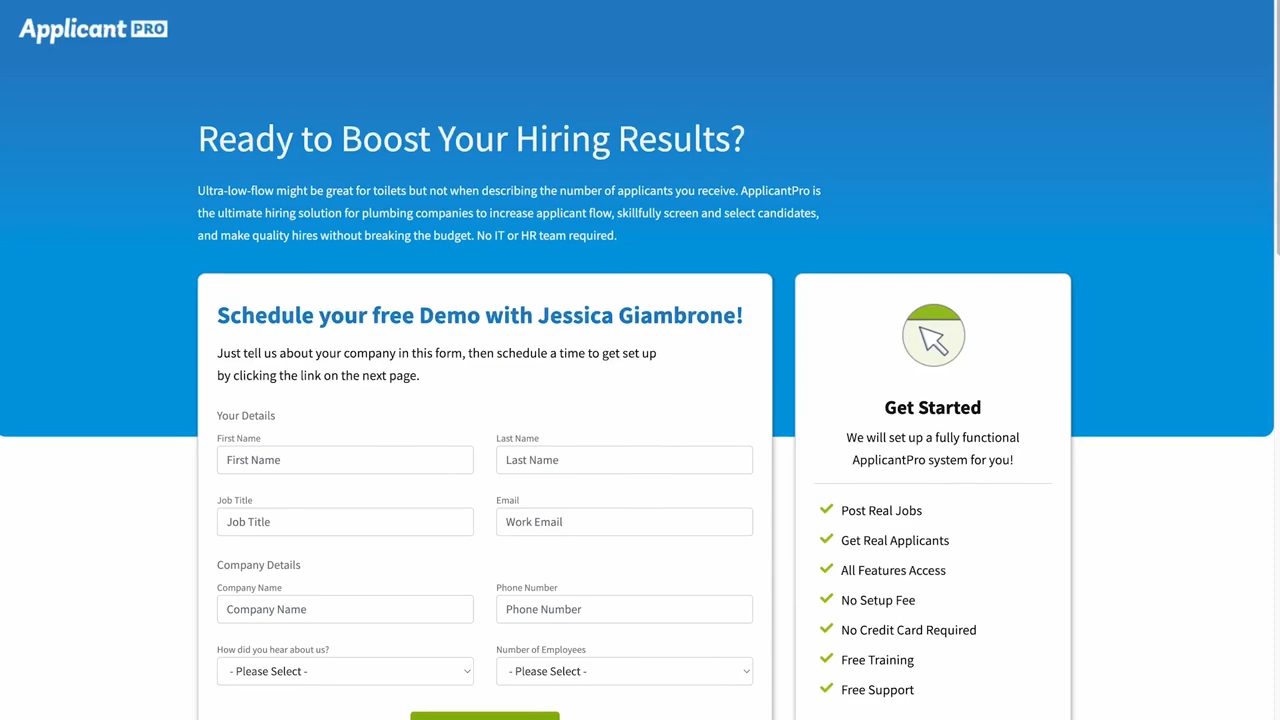 Applicant PRO
Ready to Boost Your Hiring Results?
Ultra-low-flow might be great for toilets but not when describing the number of applicants you receive. ApplicantPro is
the ultimate hiring solution for plumbing companies to increase applicant flow, skillfully screen and select candidates,
and make quality hires without breaking the budget. No IT or HR team required.
Schedule your free Demo with Jessica Giambrone!
Just tell us about your company in this form, then schedule a time to get set up
by clicking the link on the next page.
Your Details
First Name
Last Name
First Name
Last Name
Job Title
Email
Job Title
Work Email
Company Details
Company Name
Phone Number
Company Name
Phone Number
How did you hear about us?
Number of Employees
- Please Select -
- Please Select -
Get Started
We will set up a fully functional
ApplicantPro system for you!
Post Real Jobs
Get Real Applicants
All Features Access
No Setup Fee
No Credit Card Required
Free Training
Free Support